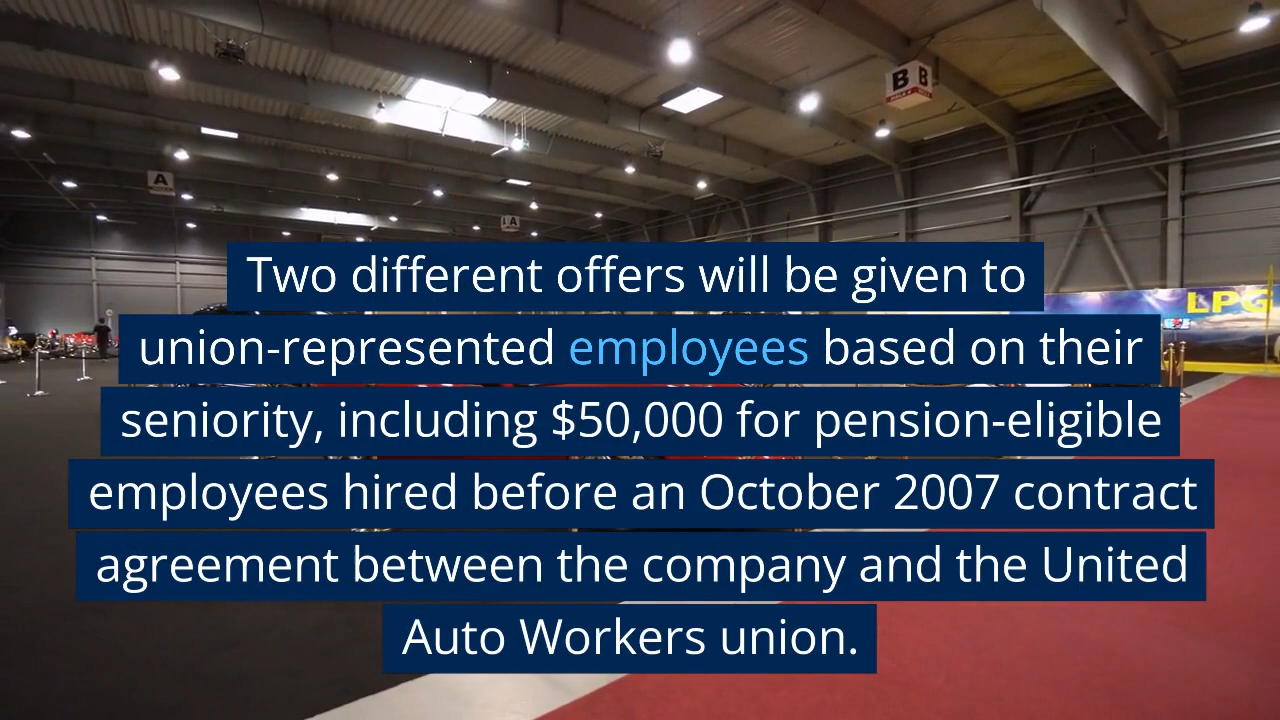 B B
A
A
Two different offers will be given to
union-represented employees based on their
seniority, including $50,000 for pension-eligible
employees hired before an October 2007 contract
agreement between the company and the United
Auto Workers union.
LPG